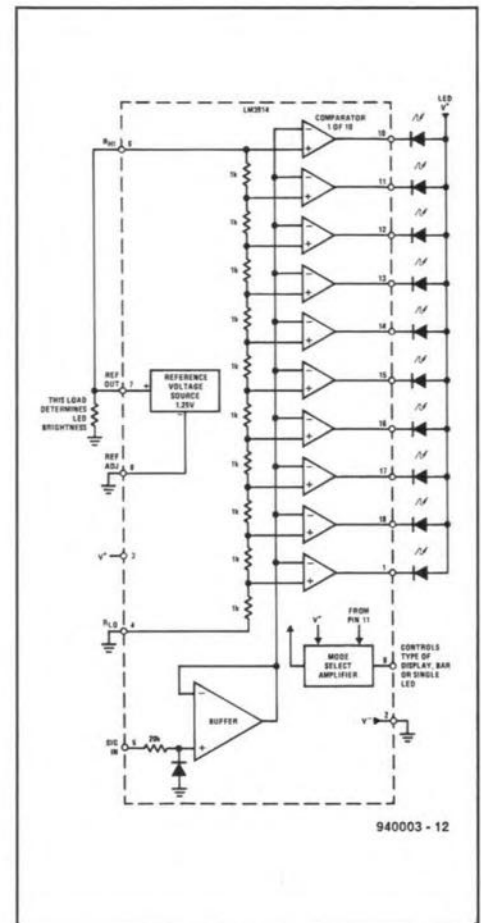 LM3914
COMPARATOR
1 OF 10
LED
V+
RHI 6
10
1k
11
1k
12
1k
13
1k
14
1k
15
1k
16
1k
17
1k
18
1k
1
1k
THIS LOAD
DETERMINES
LED
BRIGHTNESS
REF
OUT 7
+
REFERENCE
VOLTAGE
SOURCE
1.25V
−
REF
ADJ 8
V+ 3
RLO 4
FROM
PIN 11
V+
MODE
SELECT
AMPLIFIER
9
CONTROLS
TYPE OF
DISPLAY, BAR
OR SINGLE
LED
BUFFER
V− 2
SIG
IN 5
20k
940003 - 12